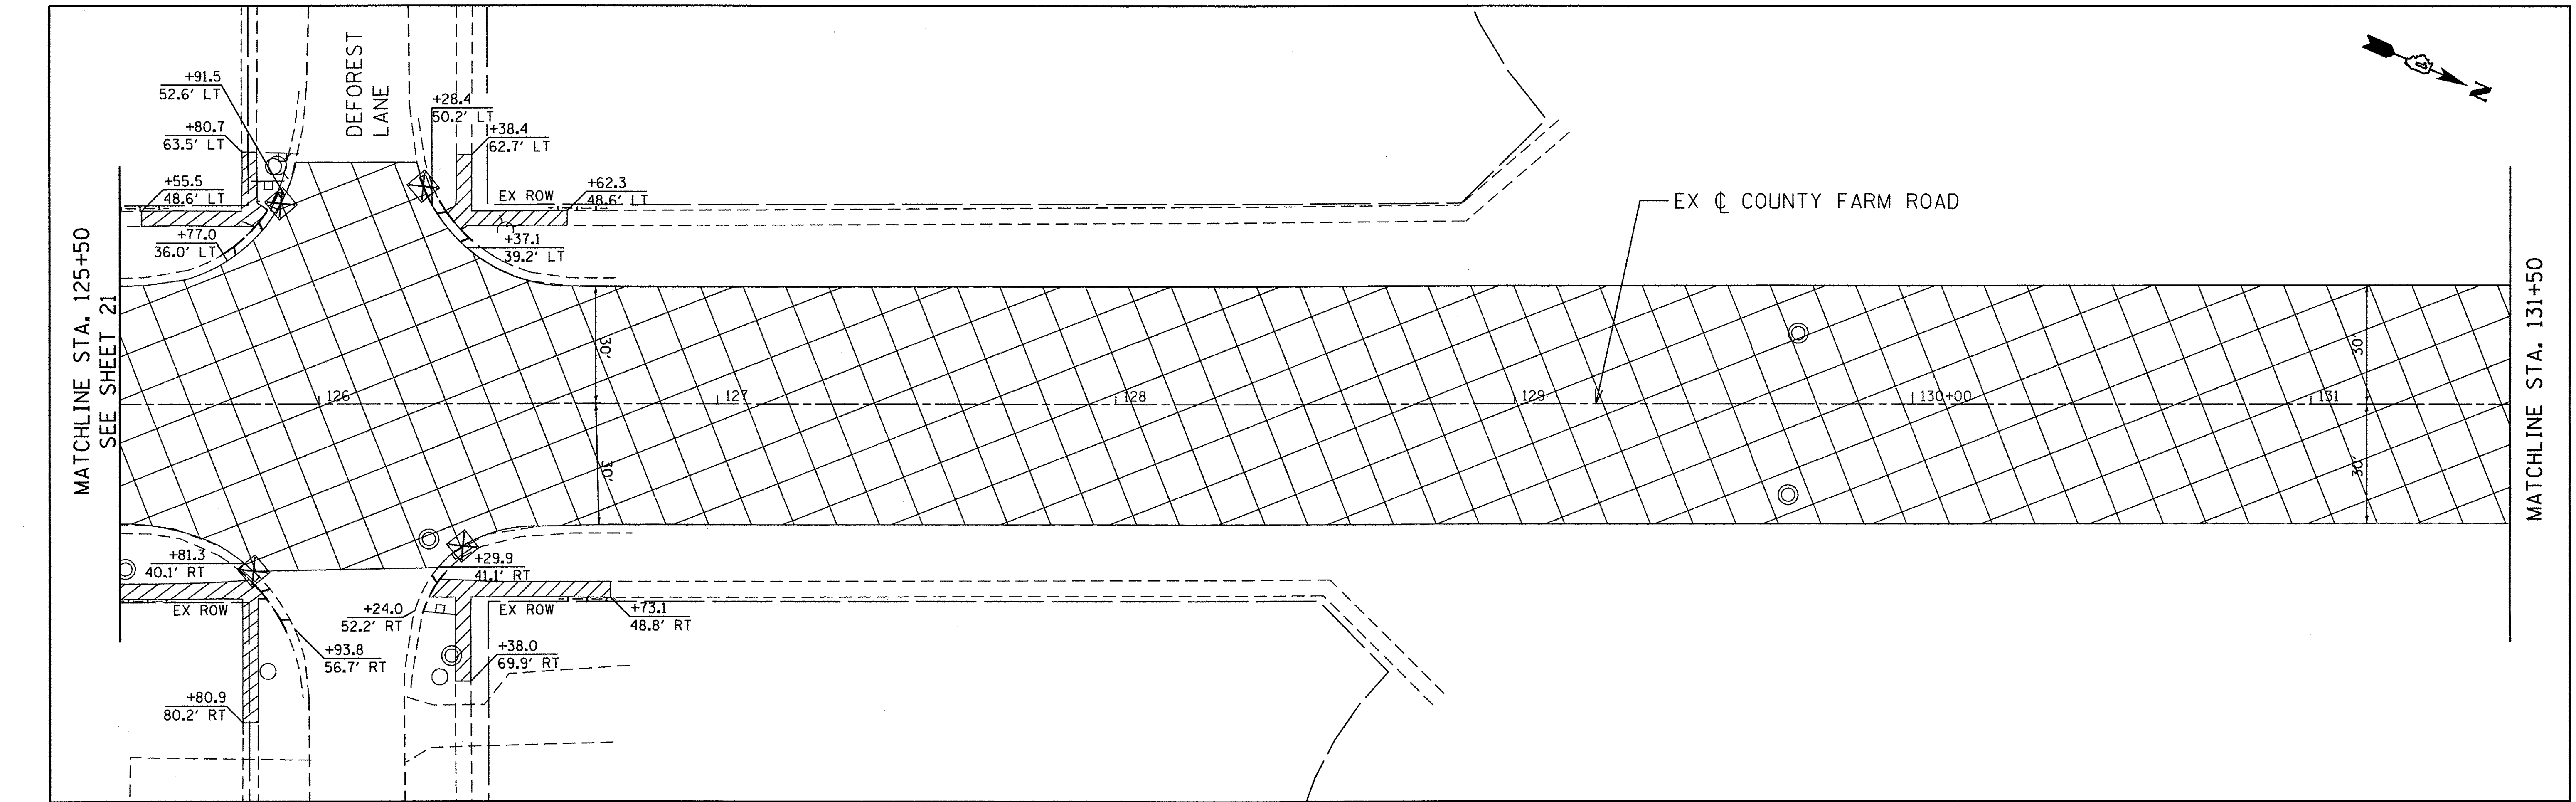 DEFOREST
LANE
+91.5
52.6' LT
+80.7
63.5' LT
+55.5
48.6' LT
+77.0
36.0' LT
+28.4
50.2' LT
+38.4
62.7' LT
EX ROW
+62.3
48.6' LT
+37.1
39.2' LT
N
EX ℄ COUNTY FARM ROAD
MATCHLINE STA. 125+50
SEE SHEET 21
30'
30'
126
127
128
129
130+00
131
30'
30'
MATCHLINE STA. 131+50
+81.3
40.1' RT
EX ROW
+29.9
41.1' RT
+24.0
52.2' RT
EX ROW
+73.1
48.8' RT
+93.8
56.7' RT
+38.0
69.9' RT
+80.9
80.2' RT